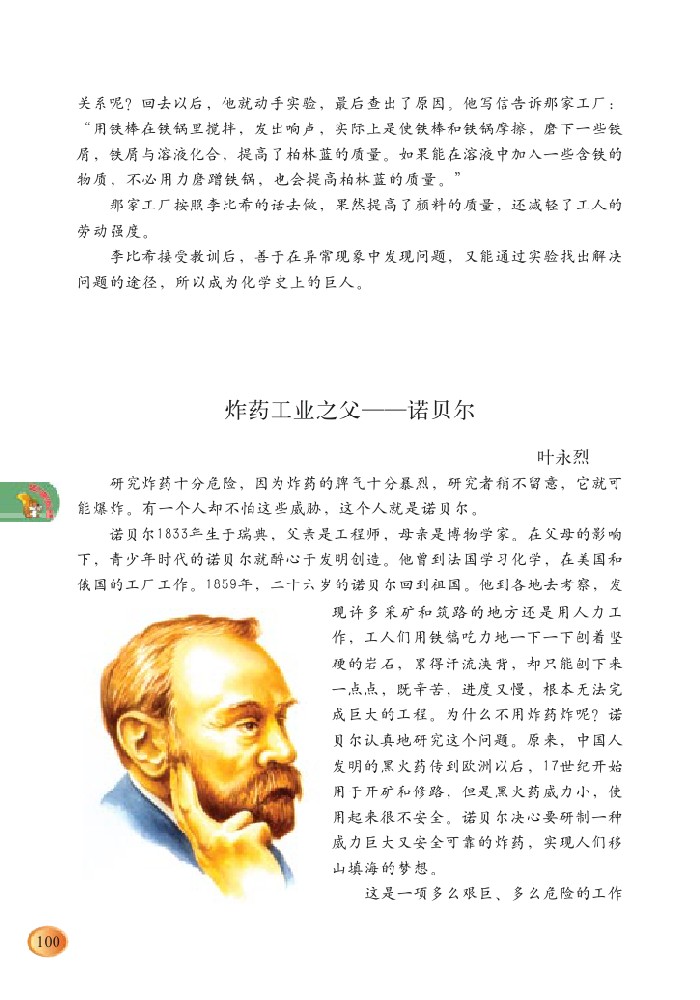 关系呢？回去以后，他就动手实验，最后查出了原因。他写信告诉那家工厂：
“用铁棒在铁锅里搅拌，发出响声，实际上是使铁棒和铁锅摩擦，磨下一些铁
屑，铁屑与溶液化合，提高了柏林蓝的质量。如果能在溶液中加入一些含铁的
物质，不必用力磨蹭铁锅，也会提高柏林蓝的质量。”
那家工厂按照李比希的话去做，果然提高了颜料的质量，还减轻了工人的
劳动强度。
李比希接受教训后，善于在异常现象中发现问题，又能通过实验找出解决
问题的途径，所以成为化学史上的巨人。
炸药工业之父——诺贝尔
叶永烈
研究炸药十分危险，因为炸药的脾气十分暴烈，研究者稍不留意，它就可
能爆炸。有一个人却不怕这些威胁，这个人就是诺贝尔。
诺贝尔1833年生于瑞典，父亲是工程师，母亲是博物学家。在父母的影响
下，青少年时代的诺贝尔就醉心于发明创造。他曾到法国学习化学，在美国和
俄国的工厂工作。1859年，二十六岁的诺贝尔回到祖国。他到各地去考察，发
现许多采矿和筑路的地方还是用人力工
作，工人们用铁镐吃力地一下一下刨着坚
硬的岩石，累得汗流浃背，却只能刨下来
一点点，既辛苦，进度又慢，根本无法完
成巨大的工程。为什么不用炸药炸呢？诺
贝尔认真地研究这个问题。原来，中国人
发明的黑火药传到欧洲以后，17世纪开始
用于开矿和修路，但是黑火药威力小，使
用起来很不安全。诺贝尔决心要研制一种
威力巨大又安全可靠的炸药，实现人们移
山填海的梦想。
这是一项多么艰巨、多么危险的工作
100